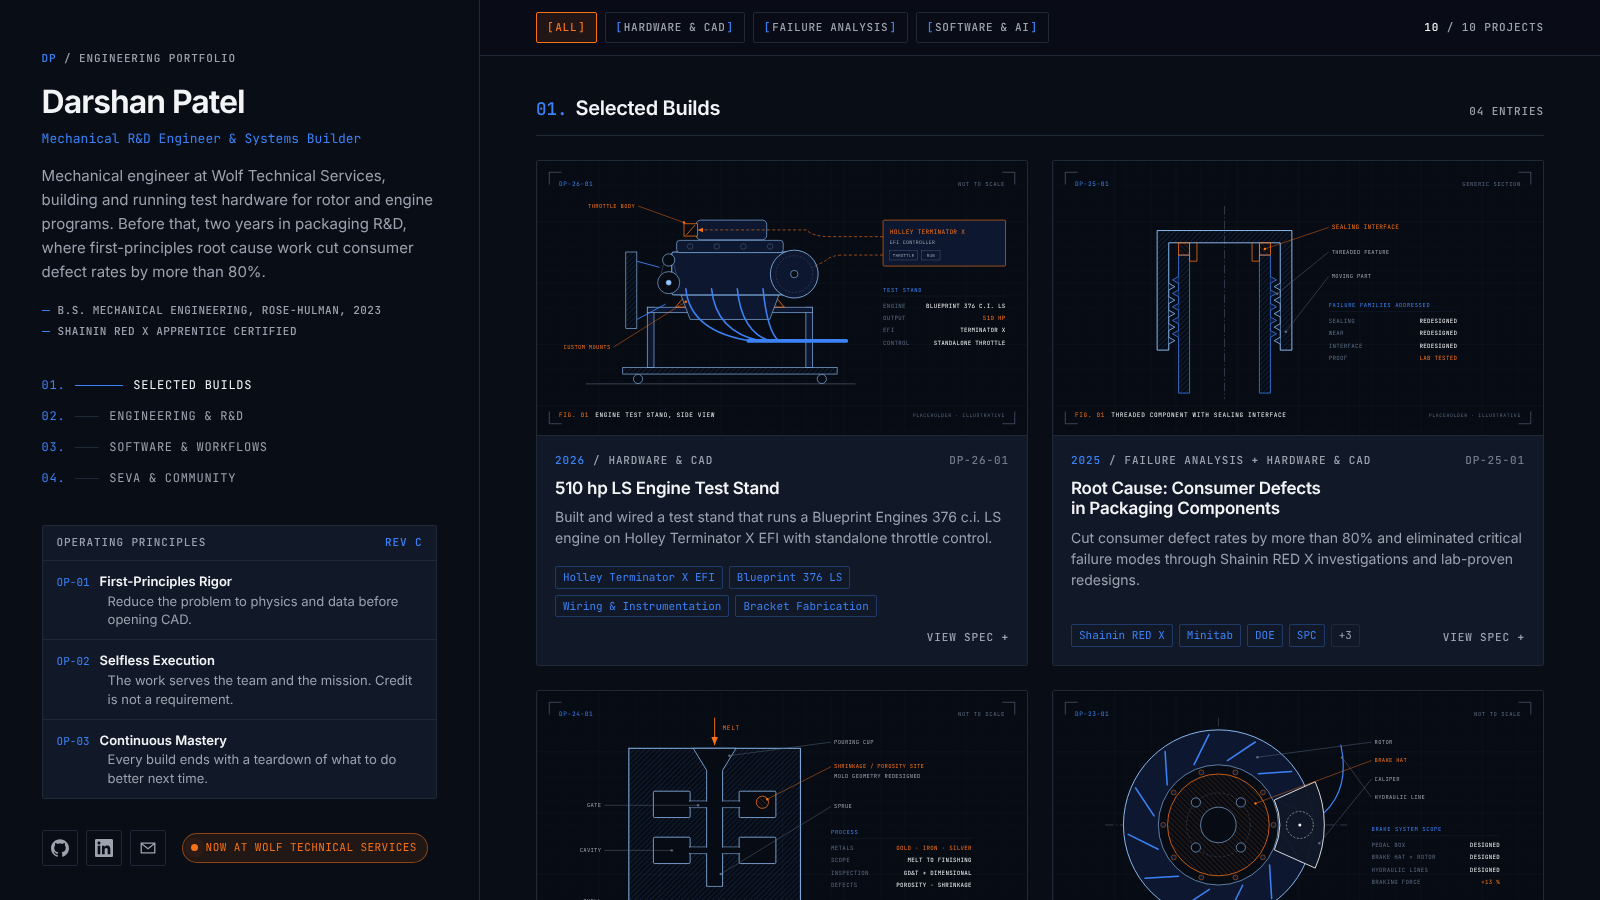 DP / ENGINEERING PORTFOLIO
Darshan Patel
Mechanical R&D Engineer & Systems Builder
Mechanical engineer at Wolf Technical Services,
building and running test hardware for rotor and engine
programs. Before that, two years in packaging R&D,
where first-principles root cause work cut consumer
defect rates by more than 80%.
— B.S. MECHANICAL ENGINEERING, ROSE-HULMAN, 2023
— SHAININ RED X APPRENTICE CERTIFIED
01. SELECTED BUILDS
02. ENGINEERING & R&D
03. SOFTWARE & WORKFLOWS
04. SEVA & COMMUNITY
OPERATING PRINCIPLES REV C
OP-01 First-Principles Rigor
Reduce the problem to physics and data before
opening CAD.
OP-02 Selfless Execution
The work serves the team and the mission. Credit
is not a requirement.
OP-03 Continuous Mastery
Every build ends with a teardown of what to do
better next time.
NOW AT WOLF TECHNICAL SERVICES
[ALL] [HARDWARE & CAD] [FAILURE ANALYSIS] [SOFTWARE & AI] 10 / 10 PROJECTS
01. Selected Builds 04 ENTRIES
DP-26-01 NOT TO SCALE
THROTTLE BODY
HOLLEY TERMINATOR X
EFI CONTROLLER
THROTTLE
TEST STAND
ENGINE BLUEPRINT 376 C.I. LS
OUTPUT 510 HP
EFI TERMINATOR X
CONTROL STANDALONE THROTTLE
CUSTOM MOUNTS
FIG. 01 ENGINE TEST STAND, SIDE VIEW PLACEHOLDER · ILLUSTRATIVE
2026 / HARDWARE & CAD DP-26-01
510 hp LS Engine Test Stand
Built and wired a test stand that runs a Blueprint Engines 376 c.i. LS
engine on Holley Terminator X EFI with standalone throttle control.
Holley Terminator X EFI Blueprint 376 LS
Wiring & Instrumentation Bracket Fabrication
VIEW SPEC +
DP-25-01 GENERIC SECTION
SEALING INTERFACE
THREADED FEATURE
MOVING PART
FAILURE FAMILIES ADDRESSED
SEALING REDESIGNED
WEAR REDESIGNED
INTERFACE REDESIGNED
PROOF LAB TESTED
FIG. 01 THREADED COMPONENT WITH SEALING INTERFACE PLACEHOLDER · ILLUSTRATIVE
2025 / FAILURE ANALYSIS + HARDWARE & CAD DP-25-01
Root Cause: Consumer Defects
in Packaging Components
Cut consumer defect rates by more than 80% and eliminated critical
failure modes through Shainin RED X investigations and lab-proven
redesigns.
Shainin RED X Minitab DOE SPC +3
VIEW SPEC +
DP-24-01 NOT TO SCALE
MELT
POURING CUP
SHRINKAGE / POROSITY SITE
MOLD GEOMETRY REDESIGNED
GATE
SPRUE
CAVITY
PROCESS
METALS GOLD · IRON · SILVER
SCOPE MELT TO FINISHING
INSPECTION GD&T + DIMENSIONAL
DEFECTS POROSITY · SHRINKAGE
DP-23-01 NOT TO SCALE
ROTOR
BRAKE HAT
CALIPER
HYDRAULIC LINE
BRAKE SYSTEM SCOPE
PEDAL BOX DESIGNED
BRAKE HAT + ROTOR DESIGNED
HYDRAULIC LINES DESIGNED
BRAKING FORCE +13 %